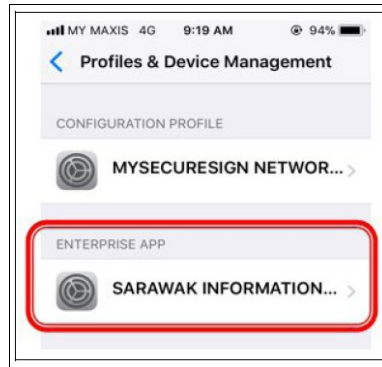 MY MAXIS 4G 9:19 AM 94%
Profiles & Device Management
CONFIGURATION PROFILE
MYSECURESIGN NETWOR...
ENTERPRISE APP
SARAWAK INFORMATION...